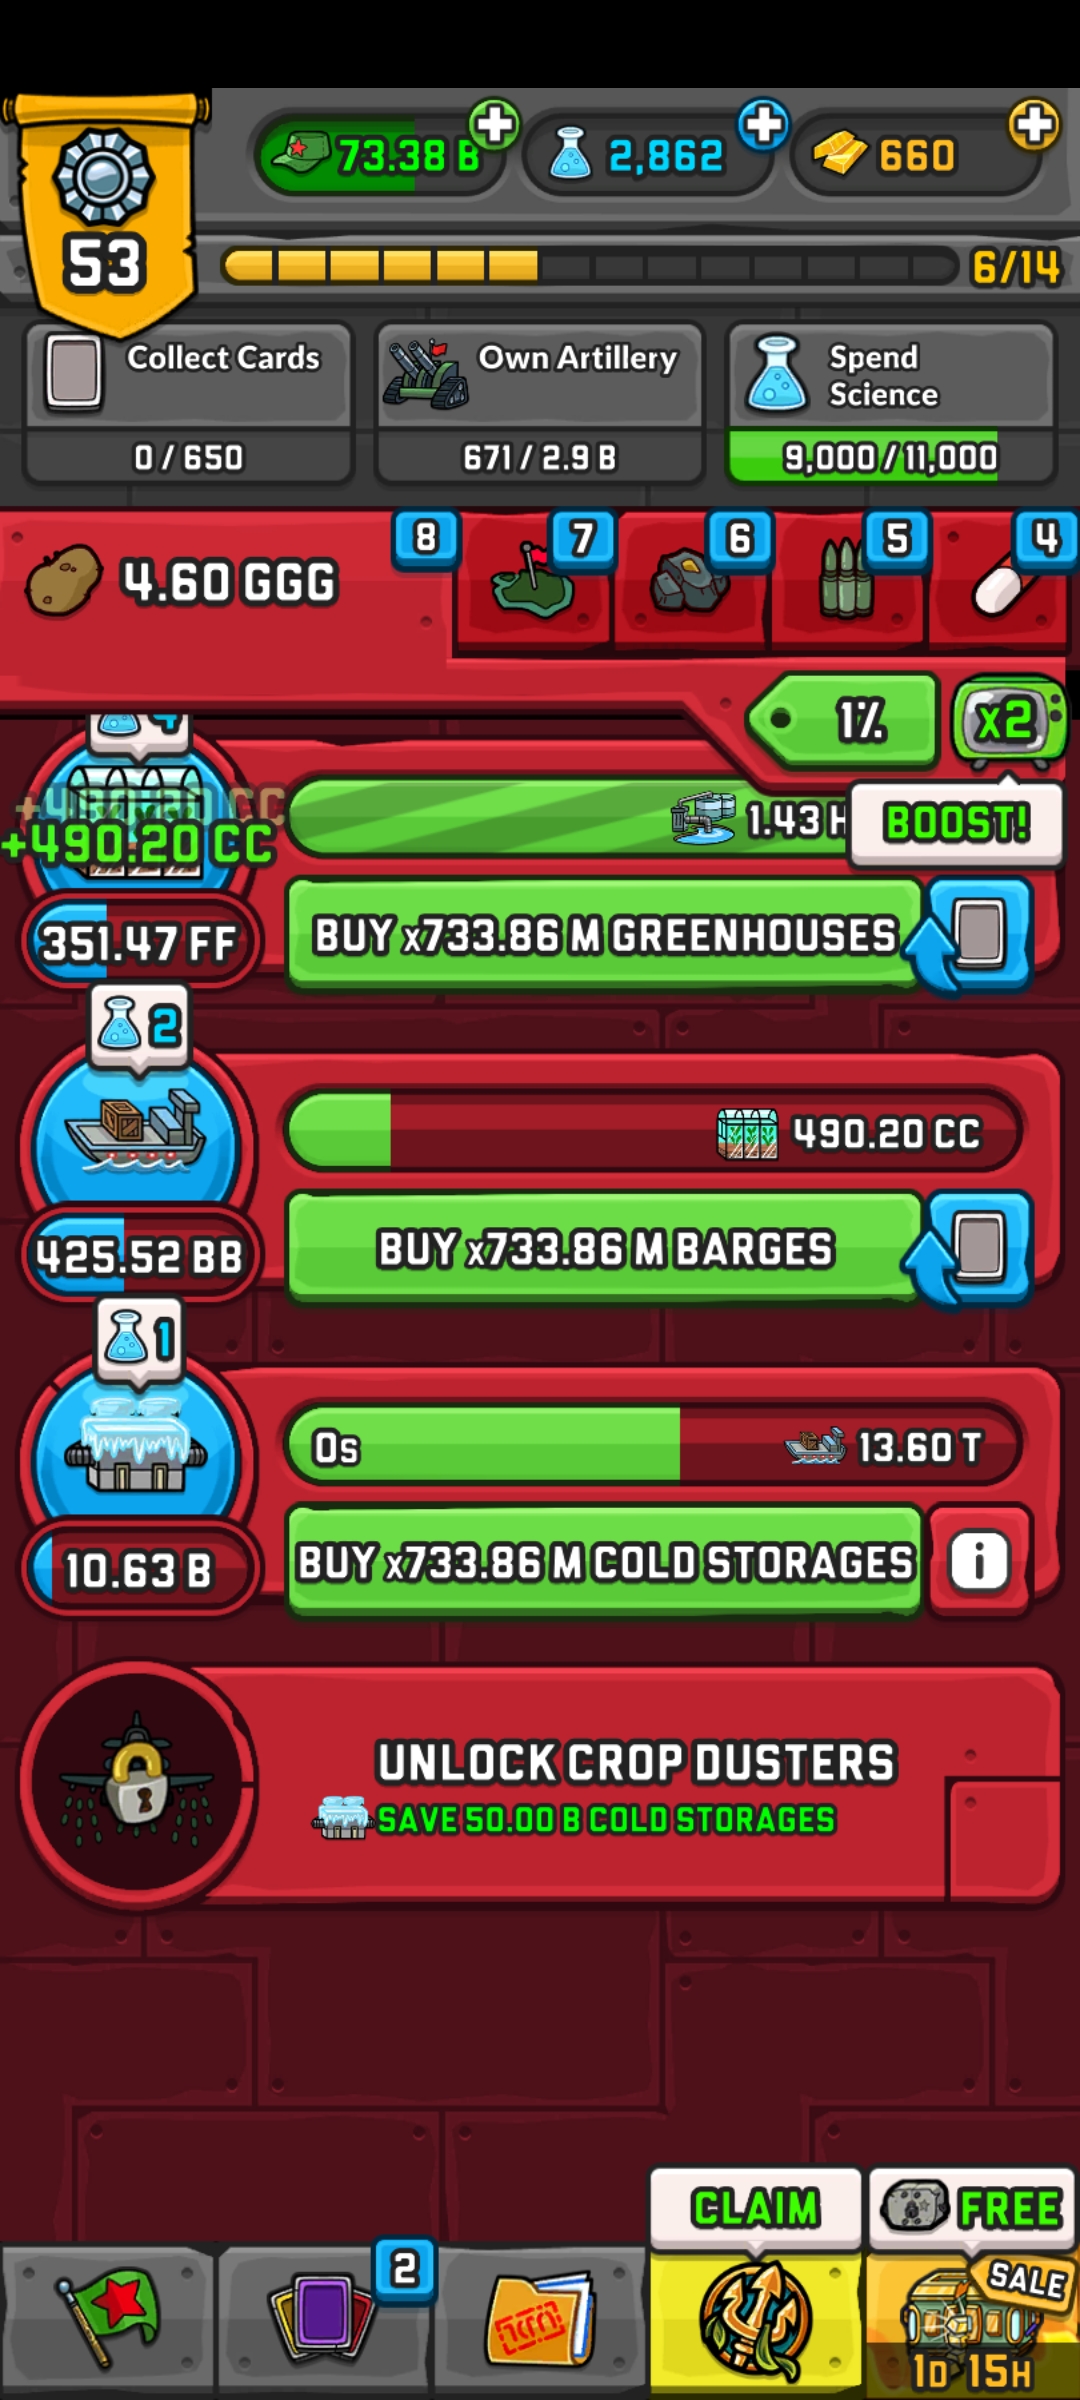 73.38 B
2,862
660
53
6/14
Collect Cards
0 / 650
Own Artillery
671 / 2.9 B
Spend
Science
9,000 / 11,000
4.60 GGG
8
7
6
5
4
1%
x2
BOOST!
4
+490.20 CC
+490.20 CC
1.43 H
351.47 FF
BUY x733.86 M GREENHOUSES
2
490.20 CC
425.52 BB
BUY x733.86 M BARGES
1
0s
13.60 T
10.63 B
BUY x733.86 M COLD STORAGES
i
UNLOCK CROP DUSTERS
SAVE 50.00 B COLD STORAGES
CLAIM
FREE
2
SALE
1D 15H